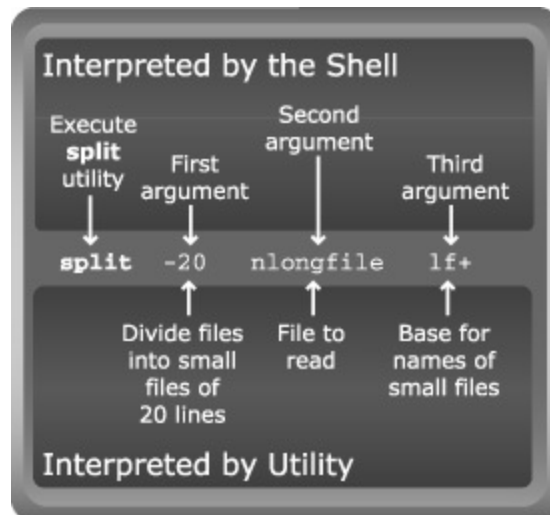 Interpreted by the Shell
Execute
split
utility
First
argument
Second
argument
Third
argument
split -20 nlongfile lf+
Divide files
into small
files of
20 lines
File to
read
Base for
names of
small files
Interpreted by Utility